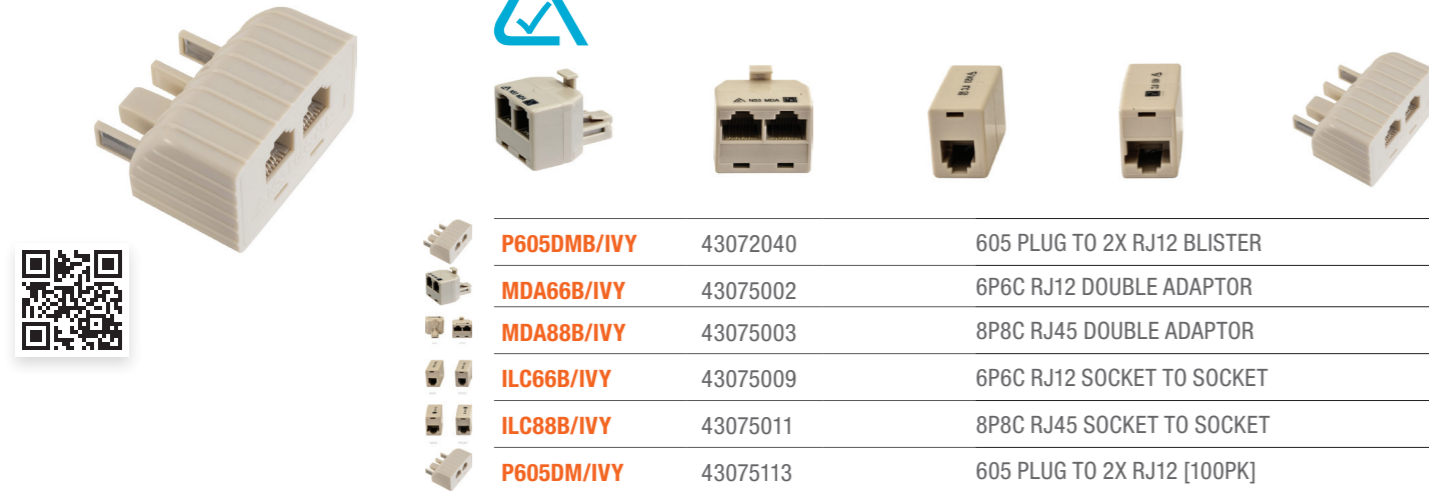 P605DMB/IVY 43072040 605 PLUG TO 2X RJ12 BLISTER
MDA66B/IVY 43075002 6P6C RJ12 DOUBLE ADAPTOR
MDA88B/IVY 43075003 8P8C RJ45 DOUBLE ADAPTOR
ILC66B/IVY 43075009 6P6C RJ12 SOCKET TO SOCKET
ILC88B/IVY 43075011 8P8C RJ45 SOCKET TO SOCKET
P605DM/IVY 43075113 605 PLUG TO 2X RJ12 [100PK]